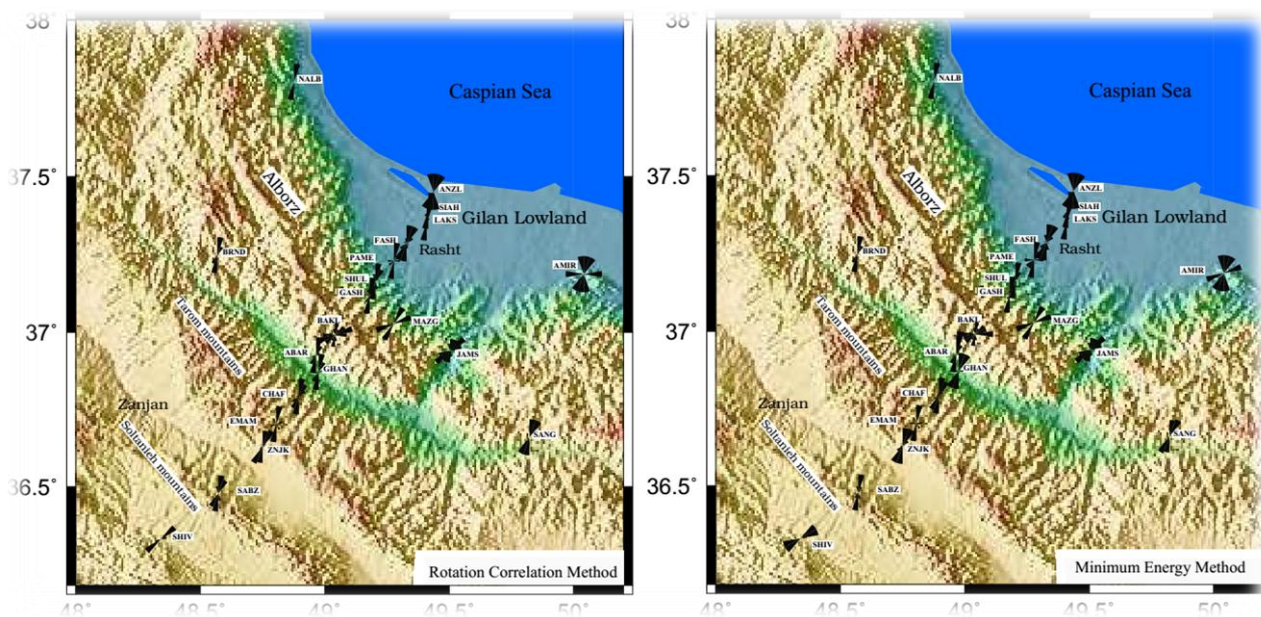 38
NALB
Caspian Sea
37.5°
Alborz
ANZL
SIAH
LAKS
Gilan Lowland
Rasht
FASH
BRND
PAME
SHUL
GASH
AMIR
37°
Tarom mountains
BAKL
MAZG
ABAR
JAMS
GHAN
CHAF
Zanjan
EMAM
SANG
ZNJK
Soltanieh mountains
36.5°
SABZ
SHIV
Rotation Correlation Method
48°
48.5°
49°
49.5°
50°
38°
NALB
Caspian Sea
37.5°
Alborz
ANZL
SIAH
LAKS
Gilan Lowland
Rasht
FASH
BRND
PAME
SHUL
GASH
AMIR
37°
Tarom mountains
BAKL
MAZG
ABAR
JAMS
GHAN
CHAF
Zanjan
EMAM
SANG
ZNJK
Soltanieh mountains
36.5°
SABZ
SHIV
Minimum Energy Method
48°
48.5°
49°
49.5°
50°